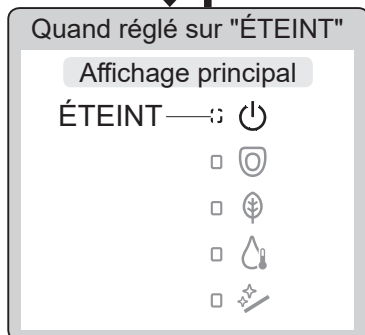 Quand réglé sur "ÉTEINT"
Affichage principal
ÉTEINT